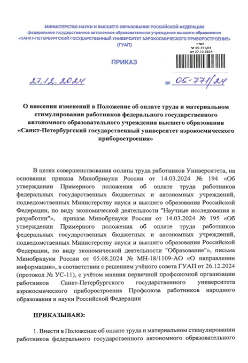 МИНИСТЕРСТВО НАУКИ И ВЫСШЕГО ОБРАЗОВАНИЯ РОССИЙСКОЙ ФЕДЕРАЦИИ
федеральное государственное автономное образовательное учреждение высшего образования
«САНКТ-ПЕТЕРБУРГСКИЙ ГОСУДАРСТВЕННЫЙ УНИВЕРСИТЕТ АЭРОКОСМИЧЕСКОГО ПРИБОРОСТРОЕНИЯ»
(ГУАП)
ПРИКАЗ
от 27.12.2024
27.12.2024
№
05-771/24
О внесении изменений в Положение об оплате труда и материальном
стимулировании работников федерального государственного
автономного образовательного учреждения высшего образования
«Санкт-Петербургский государственный университет аэрокосмического
приборостроения»
В целях совершенствования оплаты труда работников Университета, на
основании приказа Минобрнауки России от 14.03.2024 № 194 «Об
утверждении Примерного положения об оплате труда работников
федеральных государственных бюджетных и автономных учреждений,
подведомственных Министерству науки и высшего образования Российской
Федерации, по виду экономической деятельности "Научные исследования и
разработки"», приказа Минобрнауки России от 14.03.2024 № 195 «Об
утверждении Примерного положения об оплате труда работников
федеральных государственных бюджетных и автономных учреждений,
подведомственных Министерству науки и высшего образования Российской
Федерации, по виду экономической деятельности "Образование", письма
Минобрнауки России от 05.08.2024 № МН-18/1109-АО «О направлении
информации», в соответствии с решением учёного совета ГУАП от 26.12.2024
(протокол № УС-11), с учётом мнения первичной профсоюзной организации
работников Санкт-Петербургского государственного университета
аэрокосмического приборостроения Профсоюза работников народного
образования и науки Российской Федерации
ПРИКАЗЫВАЮ:
1. Внести в Положение об оплате труда и материальном стимулировании
работников федерального государственного автономного образовательного